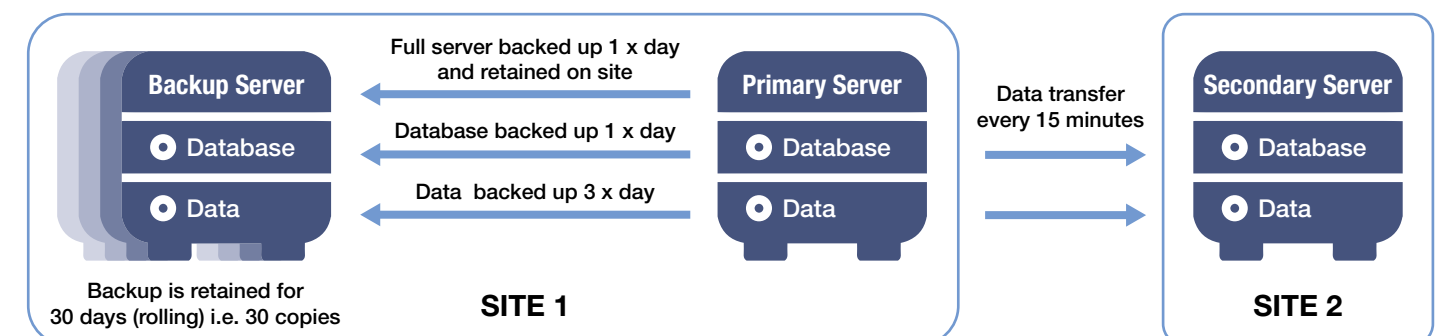 Full server backed up 1 x day
and retained on site
Backup Server
Primary Server
Secondary Server
Data transfer
every 15 minutes
Database backed up 1 x day
Database
Database
Database
Data  backed up 3 x day
Data
Data
Data
Backup is retained for
30 days (rolling) i.e. 30 copies
SITE 1
SITE 2